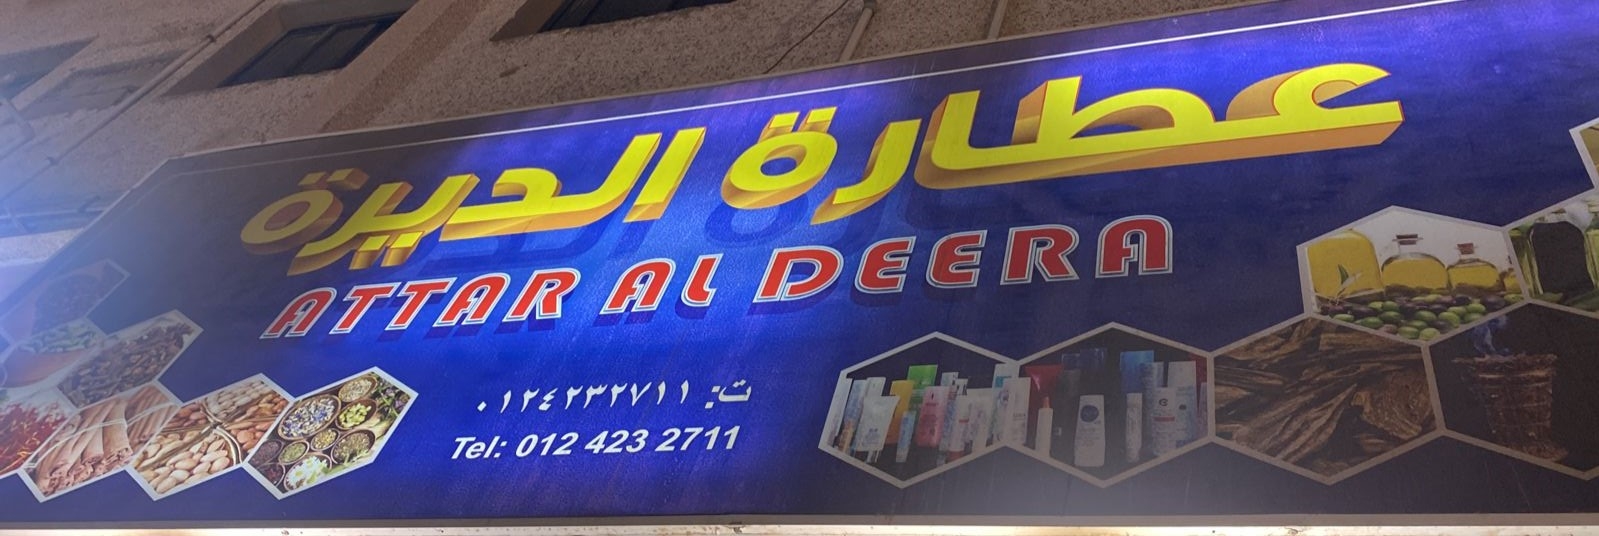 عطارة الديرة
ATTAR AL DEERA
ت: ٠١٢٤٢٣٢٧١١
Tel: 012 423 2711